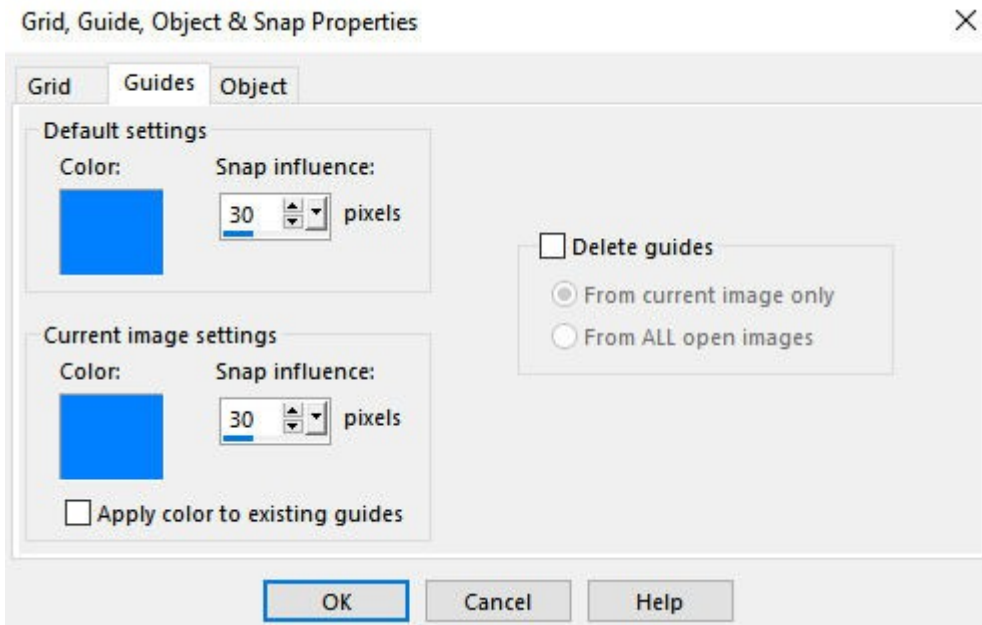 Grid, Guide, Object & Snap Properties
Grid Guides Object
Default settings
Color: Snap influence:
30 pixels
Delete guides
From current image only
From ALL open images
Current image settings
Color: Snap influence:
30 pixels
Apply color to existing guides
OK Cancel Help